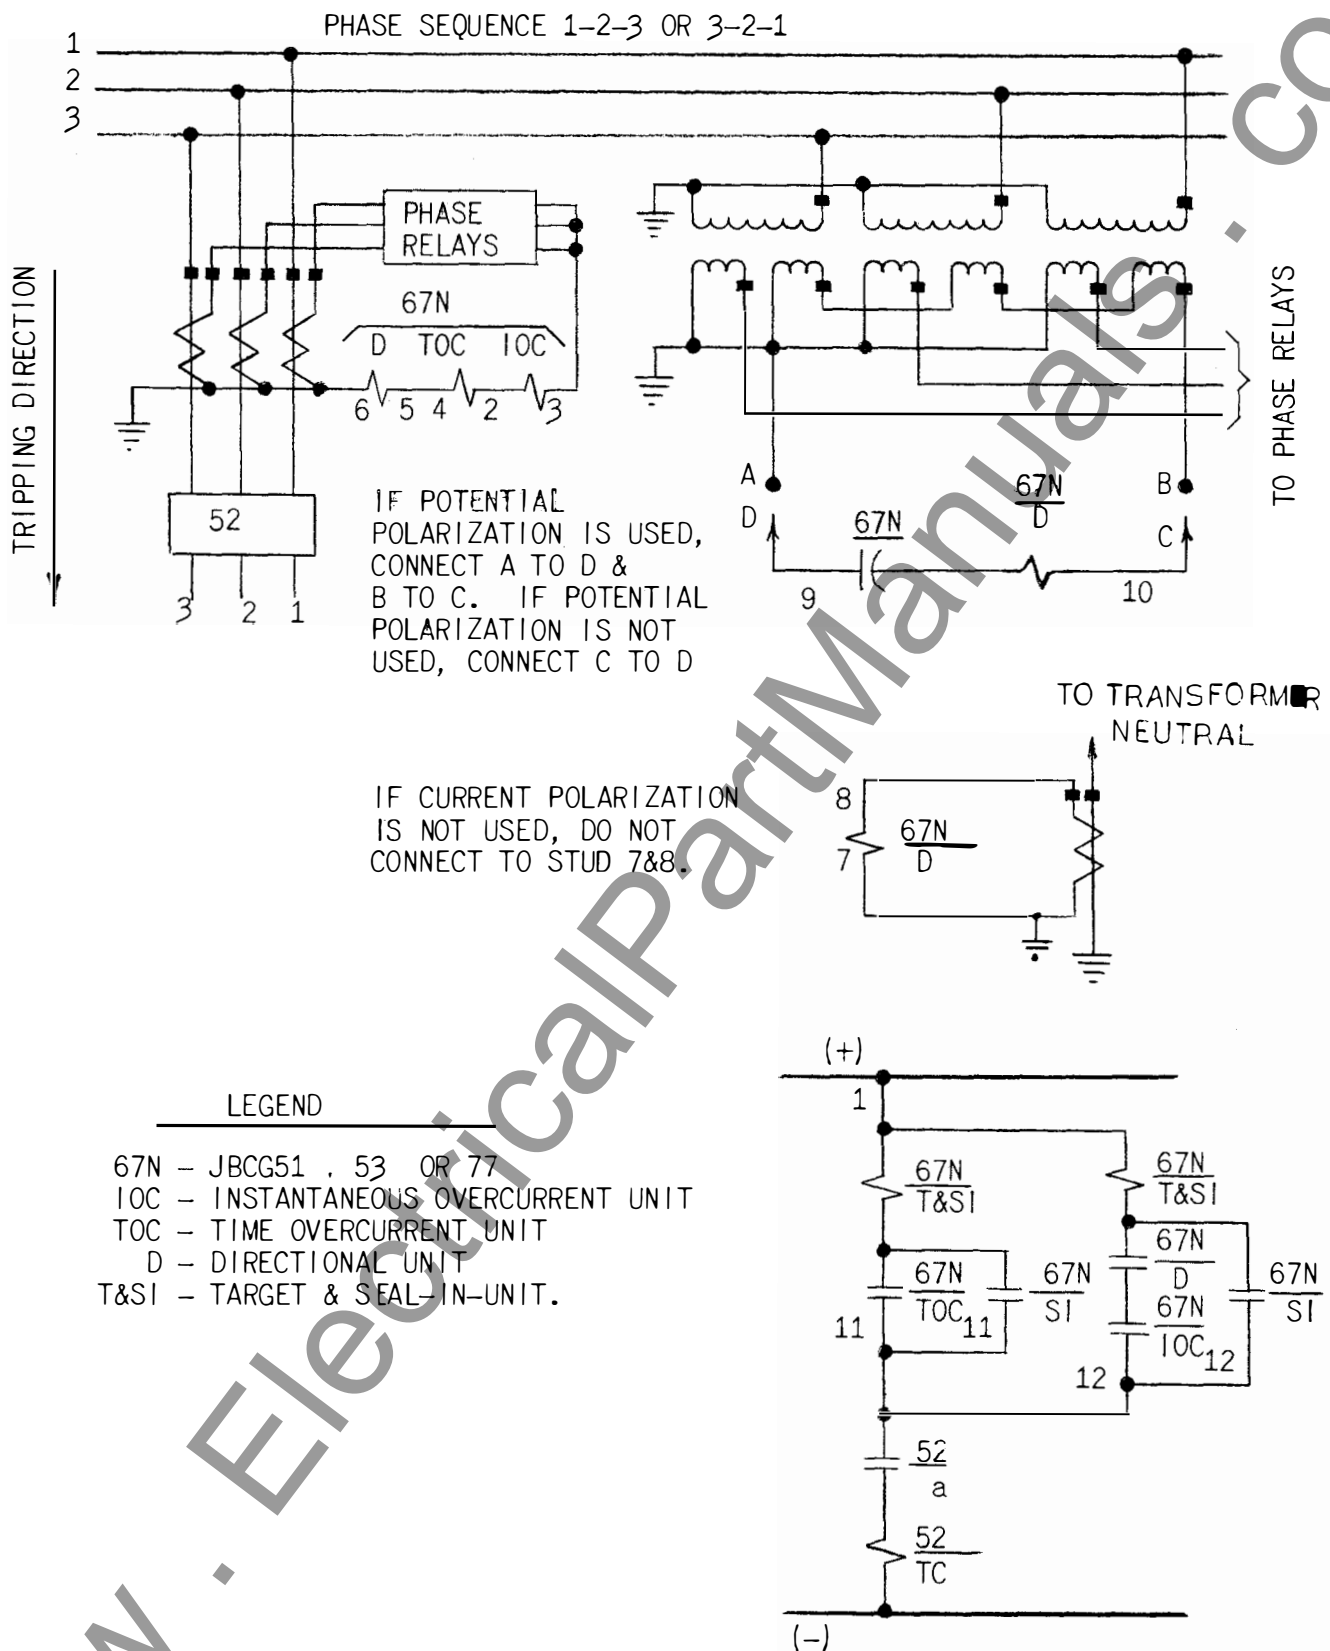 PHASE SEQUENCE 1-2-3 OR 3-2-1
1
2
3
PHASE
RELAYS
67N
D TOC IOC
6 5 4 2 3
TRIPPING DIRECTION
52
3 2 1
TO PHASE RELAYS
A
D
67N
67N
D
B
C
9
10
IF POTENTIAL
POLARIZATION IS USED,
CONNECT A TO D &
B TO C. IF POTENTIAL
POLARIZATION IS NOT
USED, CONNECT C TO D
TO TRANSFORMER
NEUTRAL
IF CURRENT POLARIZATION
IS NOT USED, DO NOT
CONNECT TO STUD 7&8.
8
7
67N
D
LEGEND
67N - JBCG51 , 53 OR 77
IOC - INSTANTANEOUS OVERCURRENT UNIT
TOC - TIME OVERCURRENT UNIT
D - DIRECTIONAL UNIT
T&SI - TARGET & SEAL-IN-UNIT.
(+)
1
67N
T&SI
67N
T&SI
67N
TOC
11
67N
SI
11
67N
D
67N
IOC
12
67N
SI
12
52
a
52
TC
(-)
w . ElectricalPartManuals . co